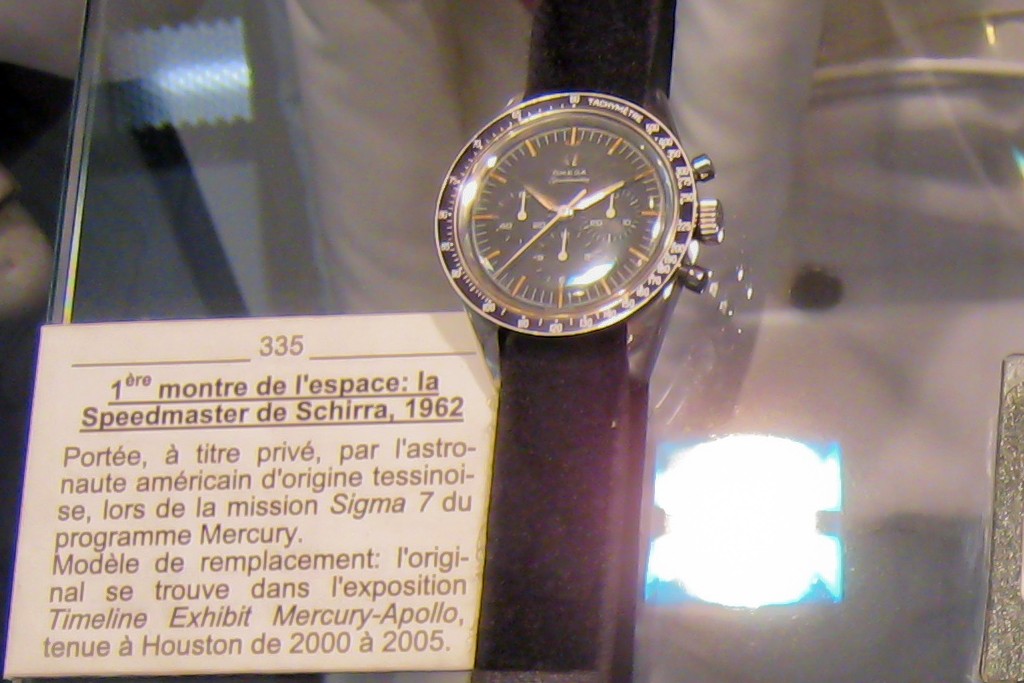 TACHYMÈTRE
OMEGA
335
1ère montre de l'espace: la
Speedmaster de Schirra, 1962
Portée, à titre privé, par l'astro-
naute américain d'origine tessinoi-
se, lors de la mission Sigma 7 du
programme Mercury.
Modèle de remplacement: l'origi-
nal se trouve dans l'exposition
Timeline Exhibit Mercury-Apollo,
tenue à Houston de 2000 à 2005.